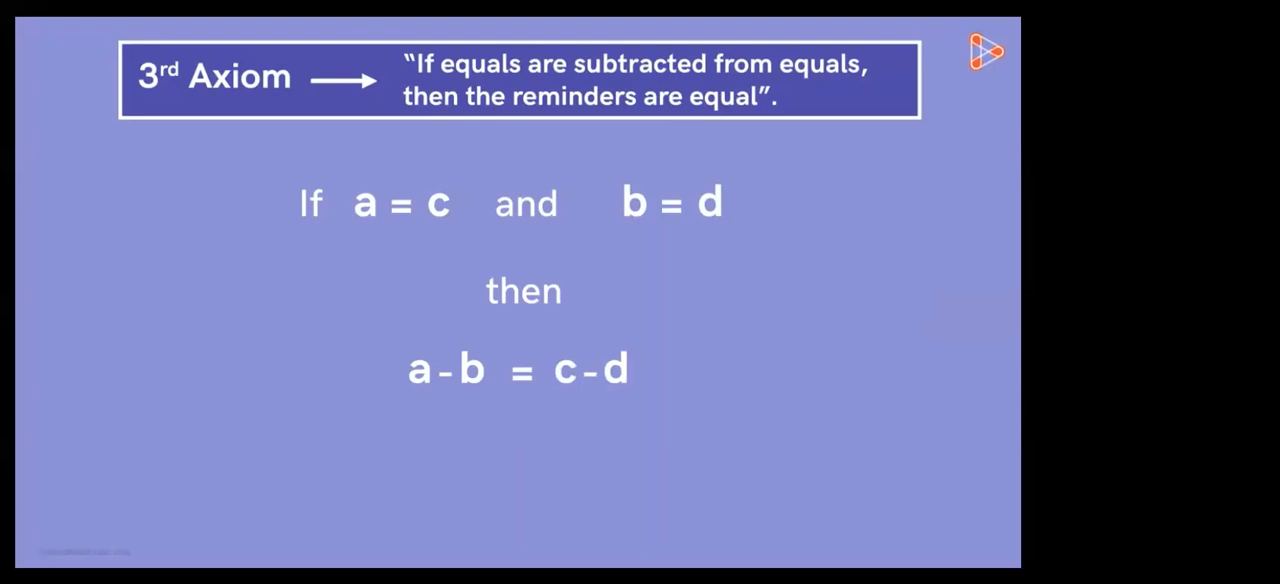 3rd Axiom → “If equals are subtracted from equals,
then the reminders are equal”.
If a = c and b = d
then
a - b = c - d